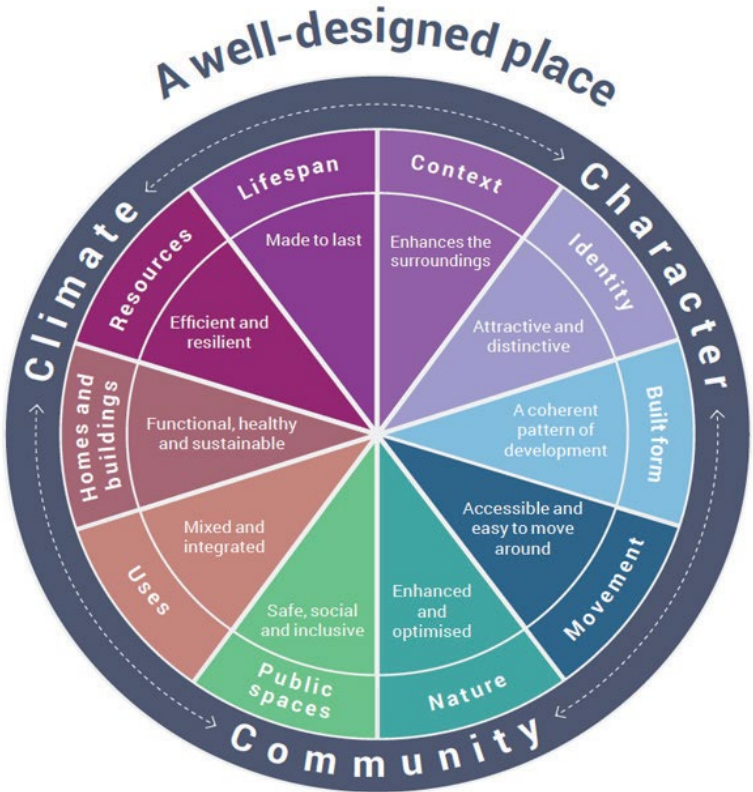 A well-designed place
Climate
Character
Community
Context
Enhances the
surroundings
Identity
Attractive and
distinctive
Built form
A coherent
pattern of
development
Movement
Accessible and
easy to move
around
Nature
Enhanced
and
optimised
Public
spaces
Safe, social
and inclusive
Uses
Mixed and
integrated
Homes and
buildings
Functional, healthy
and sustainable
Resources
Efficient and
resilient
Lifespan
Made to last